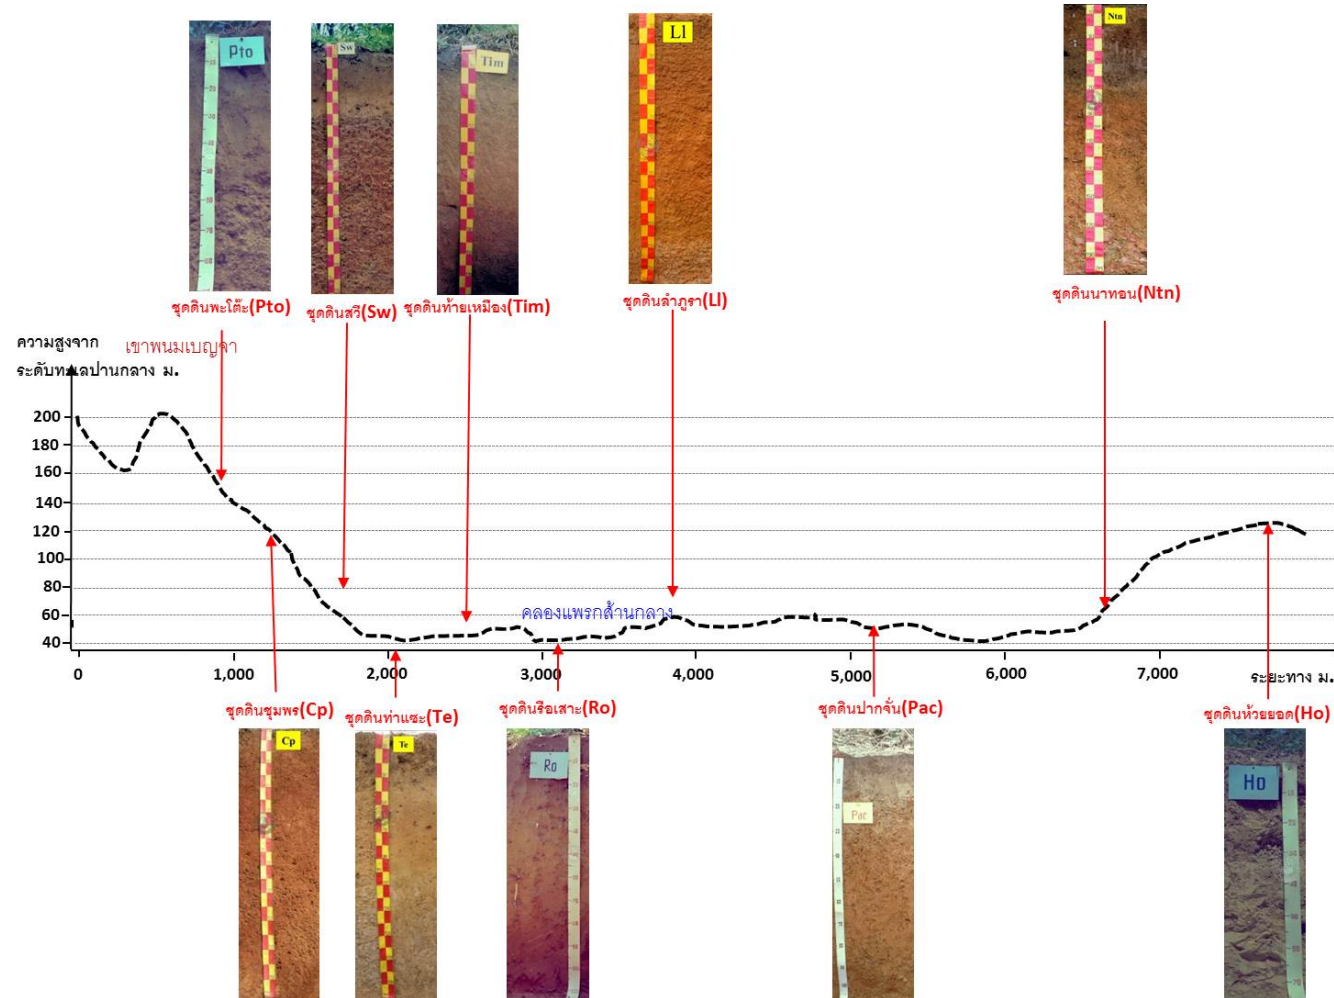 Pto
Sw
Tim
Ll
Ntn
ชุดดินพะโต๊ะ(Pto)
ชุดดินสวี(Sw)
ชุดดินท้ายเหมือง(Tim)
ชุดดินลำภูรา(Ll)
ชุดดินนาทอน(Ntn)
ความสูงจาก
ระดับทะเลปานกลาง ม.
เขาพนมเบญจา
200
180
160
140
120
100
80
60
40
คลองแพรกล้านกลาง
0
1,000
2,000
3,000
4,000
5,000
6,000
7,000
ระยะทาง ม.
ชุดดินชุมพร(Cp)
ชุดดินท่าแซะ(Te)
ชุดดินรือเสาะ(Ro)
ชุดดินปากจั่น(Pac)
ชุดดินห้วยยอด(Ho)
Cp
Te
Ro
Pac
Ho